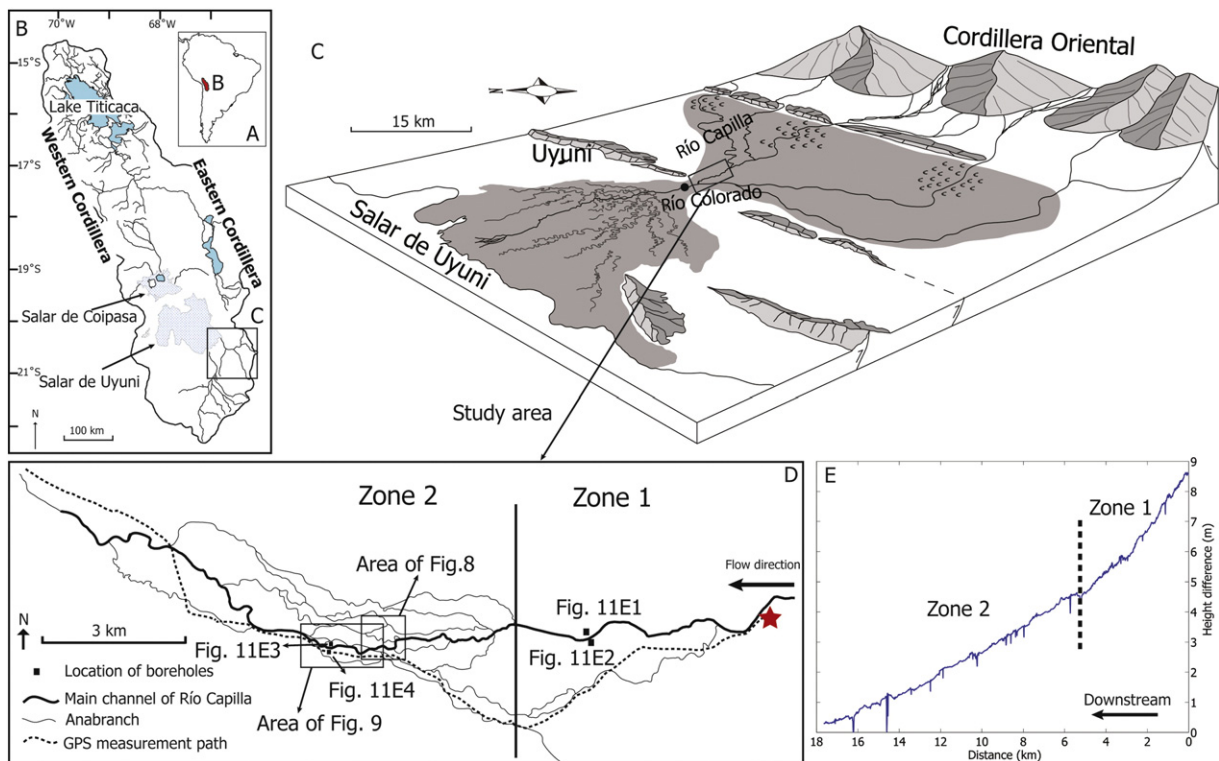 B
70°W
68°W
15°S
17°S
19°S
21°S
Lake Titicaca
Western Cordillera
Eastern Cordillera
Salar de Coipasa
Salar de Uyuni
C
N
100 km
B
A
C
15 km
N
Cordillera Oriental
Uyuni
Río Capilla
Río Colorado
Salar de Úyuni
Study area
D
Zone 2
Zone 1
Area of Fig.8
Flow direction
N
3 km
Fig. 11E1
Fig. 11E2
Fig. 11E3
Fig. 11E4
Location of boreholes
Main channel of Río Capilla
Area of Fig. 9
Anabranch
GPS measurement path
E
Zone 1
Zone 2
Downstream
9
8
7
6
5
4
3
2
1
0
Height difference (m)
18 16 14 12 10 8 6 4 2 0
Distance (km)